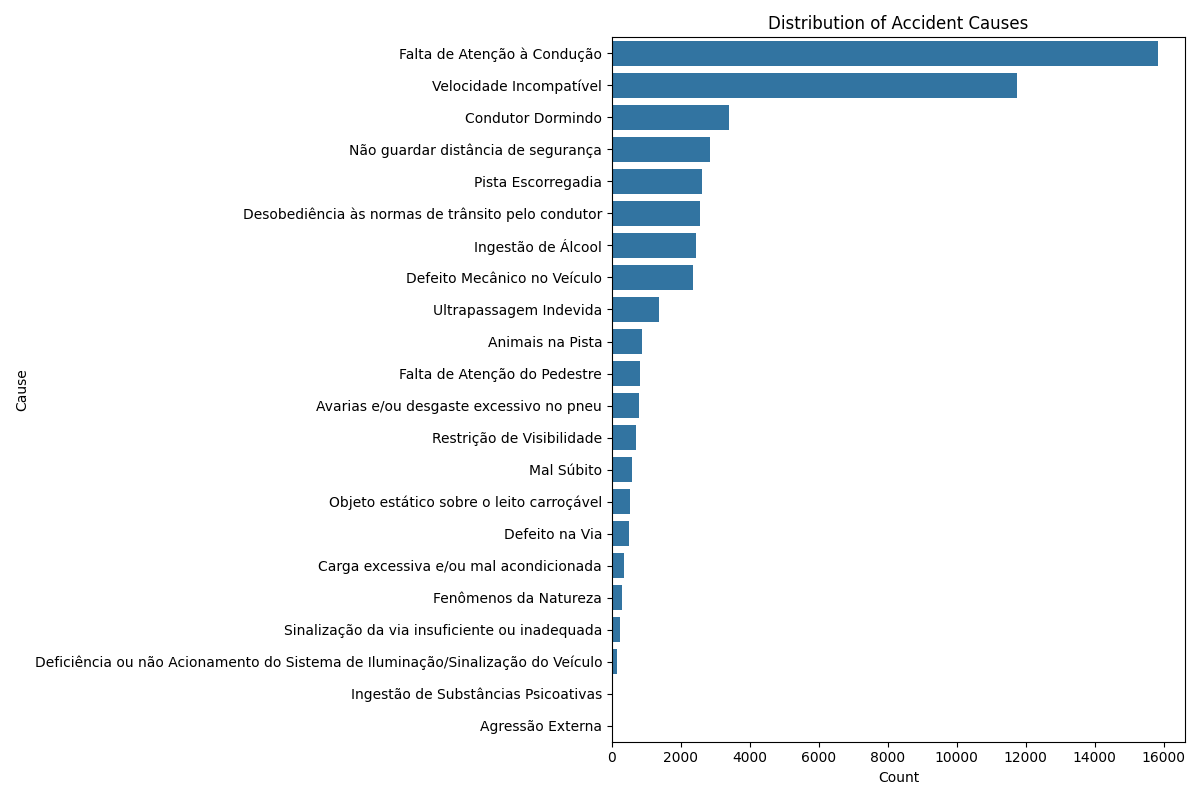 Distribution of Accident Causes
Falta de Atenção à Condução
Velocidade Incompatível
Condutor Dormindo
Não guardar distância de segurança
Pista Escorregadia
Desobediência às normas de trânsito pelo condutor
Ingestão de Álcool
Defeito Mecânico no Veículo
Ultrapassagem Indevida
Animais na Pista
Falta de Atenção do Pedestre
Avarias e/ou desgaste excessivo no pneu
Restrição de Visibilidade
Mal Súbito
Objeto estático sobre o leito carroçável
Defeito na Via
Carga excessiva e/ou mal acondicionada
Fenômenos da Natureza
Sinalização da via insuficiente ou inadequada
Deficiência ou não Acionamento do Sistema de Iluminação/Sinalização do Veículo
Ingestão de Substâncias Psicoativas
Agressão Externa
Cause
0 2000 4000 6000 8000 10000 12000 14000 16000
Count